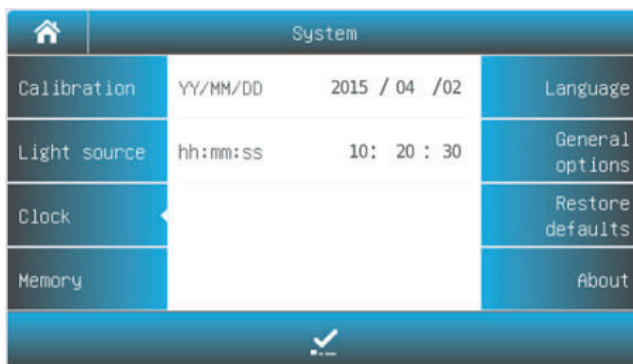 System
Calibration
YY/MM/DD 2015 / 04 /02
Language
Light source
hh:mm:ss 10: 20 : 30
General
options
Clock
Restore
defaults
Memory
About